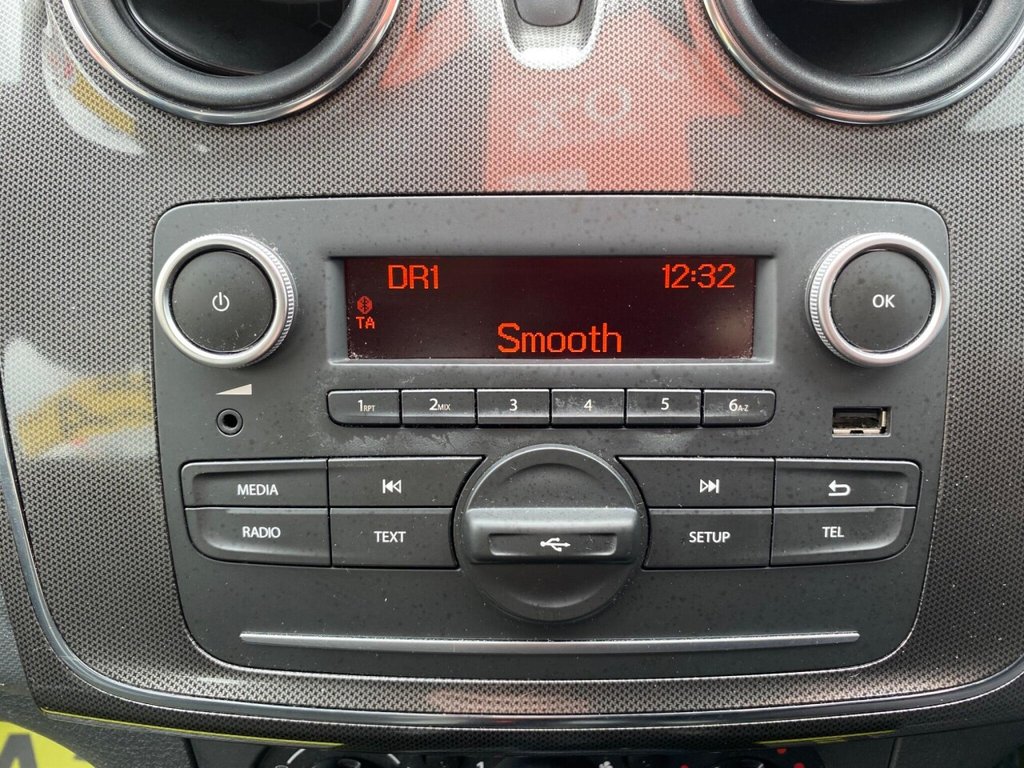 DR1 12:32
TA
Smooth
OK
1RPT 2MIX 3 4 5 6A-Z
MEDIA
RADIO TEXT SETUP TEL